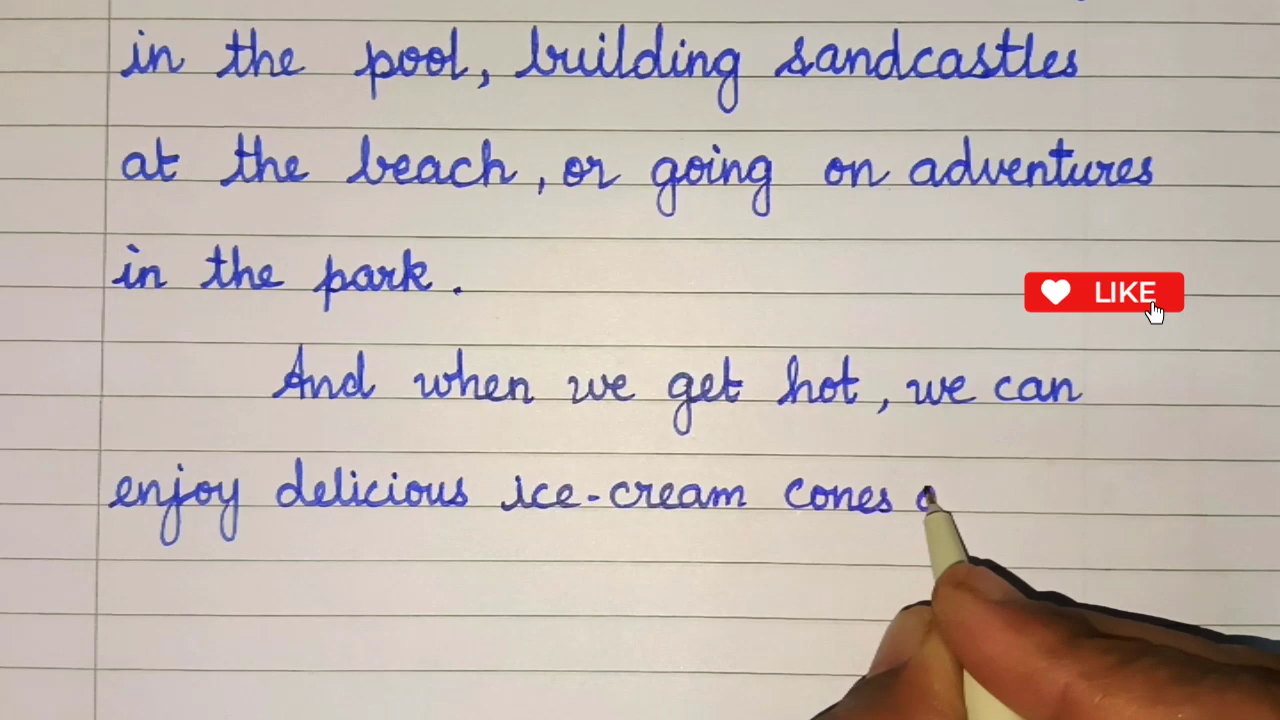 in the pool, building sandcastles
at the beach, or going on adventures
in the park.
LIKE
And when we get hot, we can
enjoy delicious ice-cream cones